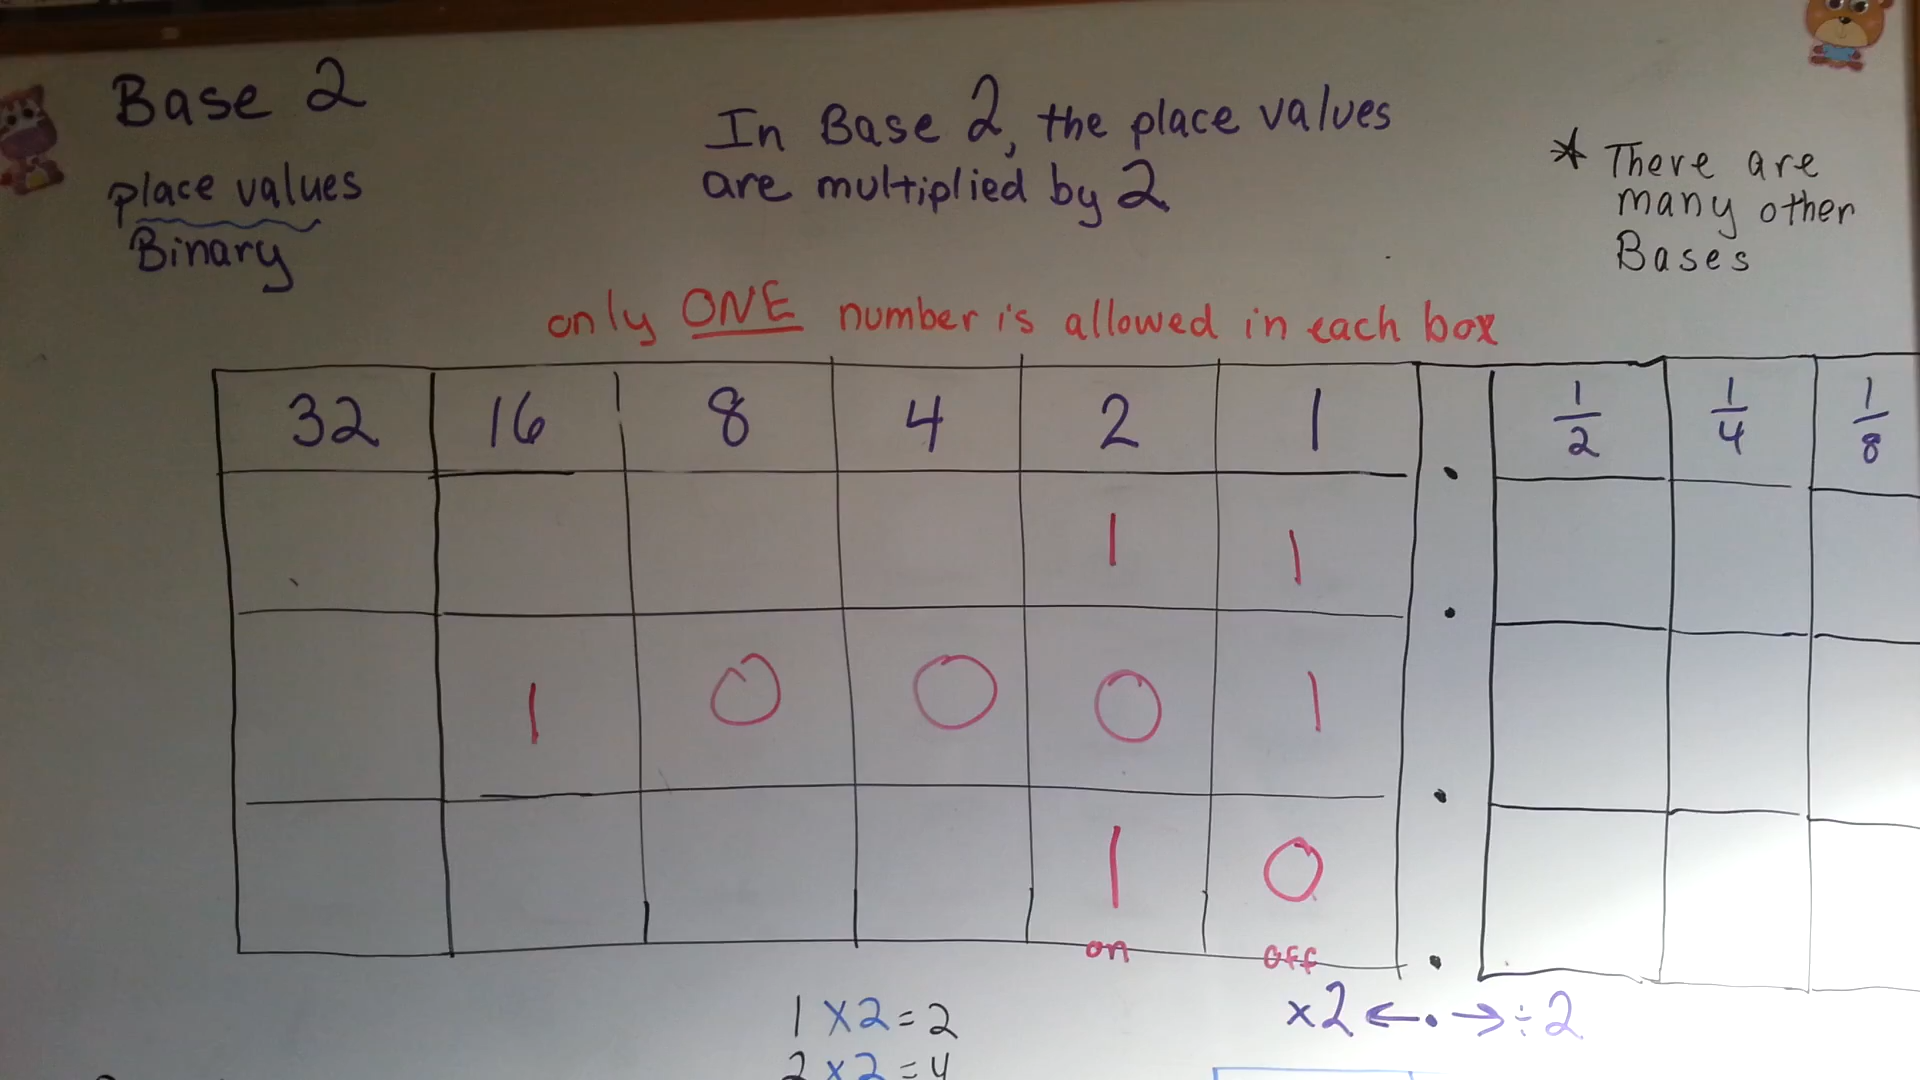 Base 2
place values
Binary
In Base 2, the place values
are multiplied by 2
* There are
many other
Bases
only ONE number is allowed in each box
32 16 8 4 2 1 . 1/2 1/4 1/8
1 1 .
1 0 0 0 1 .
1 0 .
on off
1 x2 = 2
2 x2 = 4
x2 ← . → ÷2